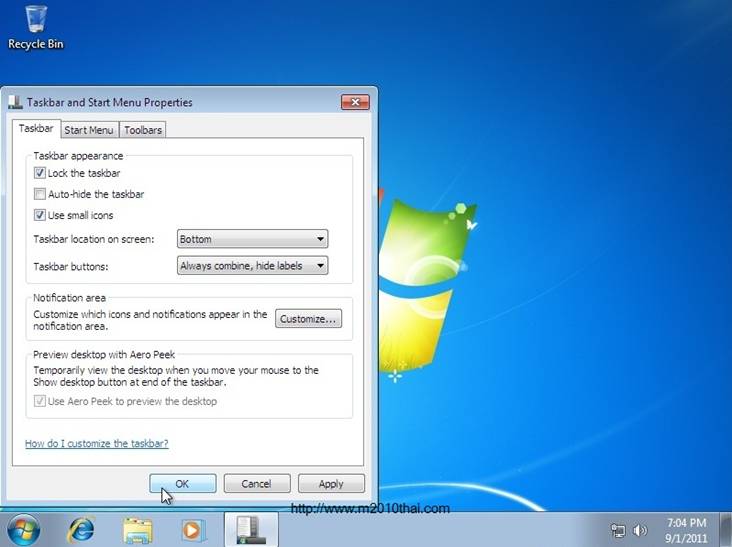 Recycle Bin
Taskbar and Start Menu Properties
Taskbar
Start Menu
Toolbars
Taskbar appearance
Lock the taskbar
Auto-hide the taskbar
Use small icons
Taskbar location on screen:
Bottom
Taskbar buttons:
Always combine, hide labels
Notification area
Customize which icons and notifications appear in the
notification area.
Customize...
Preview desktop with Aero Peek
Temporarily view the desktop when you move your mouse to the
Show desktop button at end of the taskbar.
Use Aero Peek to preview the desktop
How do I customize the taskbar?
OK
Cancel
Apply
http://www.m2010thai.com
7:04 PM
9/1/2011